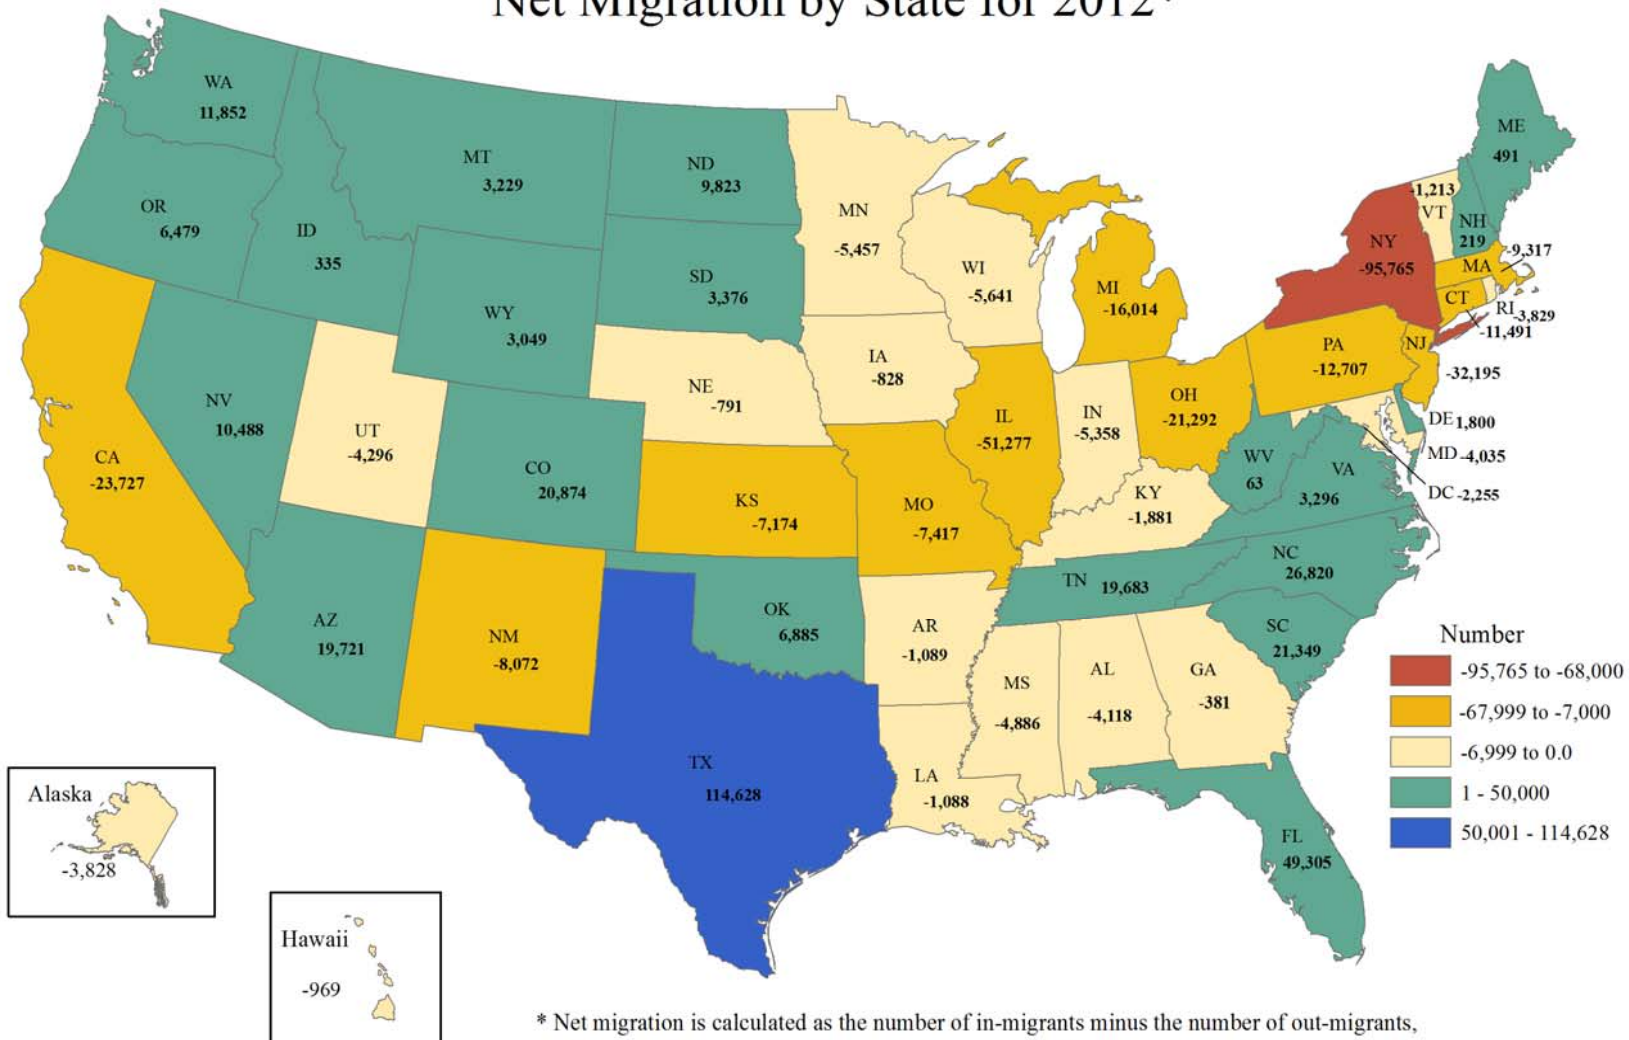 Net Migration by State for 2012*
WA
11,852
OR
6,479
ID
335
MT
3,229
ND
9,823
SD
3,376
WY
3,049
MN
-5,457
WI
-5,641
MI
-16,014
NY
-95,765
-1,213
VT
NH
219
ME
491
MA
-9,317
CT
-11,491
RI
-3,829
PA
-12,707
NJ
-32,195
DE 1,800
MD -4,035
DC -2,255
CA
-23,727
NV
10,488
UT
-4,296
CO
20,874
NE
-791
IA
-828
KS
-7,174
MO
-7,417
IL
-51,277
IN
-5,358
OH
-21,292
KY
-1,881
WV
63
VA
3,296
NC
26,820
TN 19,683
SC
21,349
AZ
19,721
NM
-8,072
OK
6,885
AR
-1,089
MS
-4,886
AL
-4,118
GA
-381
TX
114,628
LA
-1,088
FL
49,305
Alaska
-3,828
Hawaii
-969
Number
-95,765 to -68,000
-67,999 to -7,000
-6,999 to 0.0
1 - 50,000
50,001 - 114,628
* Net migration is calculated as the number of in-migrants minus the number of out-migrants,